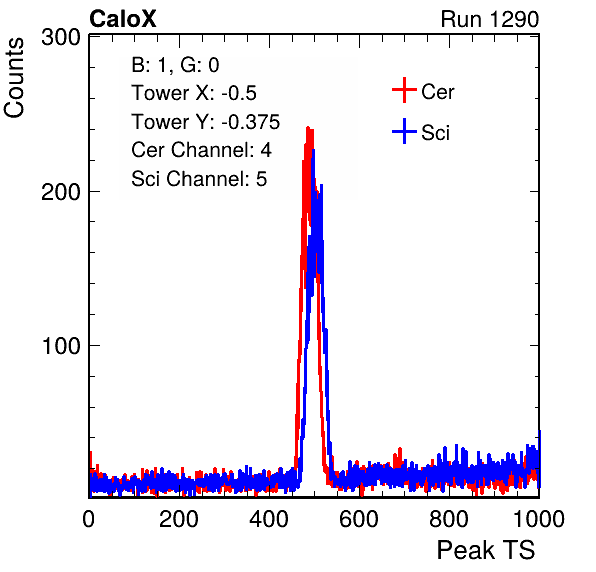 CaloX Run 1290
Counts
300
200
100
B: 1, G: 0
Tower X: -0.5
Tower Y: -0.375
Cer Channel: 4
Sci Channel: 5
Cer
Sci
0 200 400 600 800 1000
Peak TS